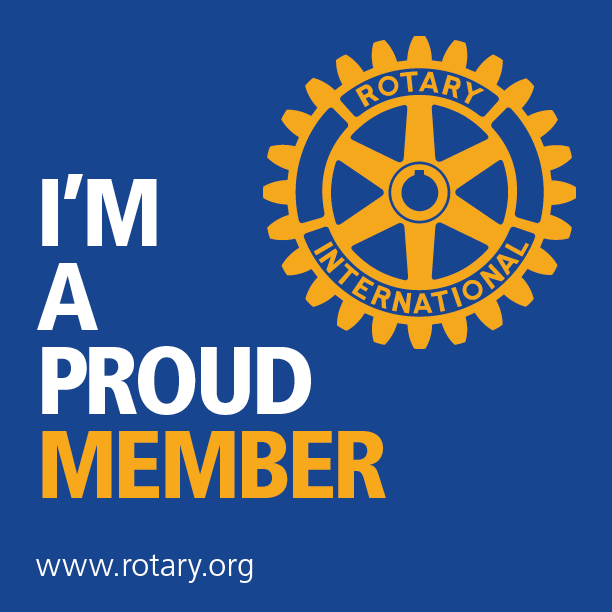 ROTARY
INTERNATIONAL
I’M
A
PROUD
MEMBER
www.rotary.org